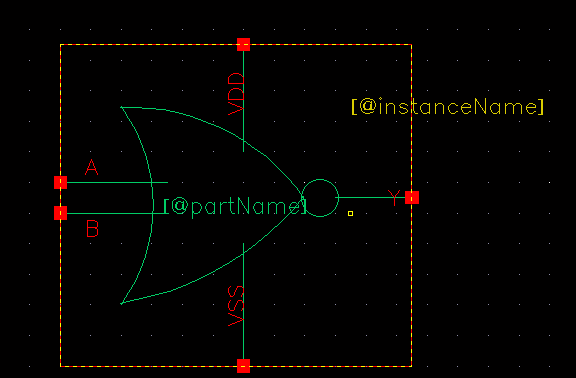 VDD
[@instanceName]
A
[@partName]
Y
B
VSS